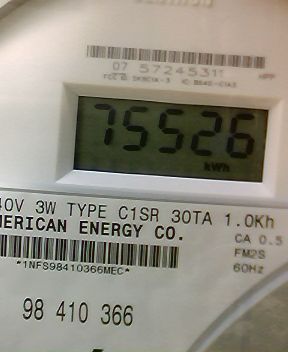 07 5724531
75526
kWh
40V 3W TYPE C1SR 30TA 1.0Kh
MERICAN ENERGY CO.
CA 0.5
FM2S
60Hz
*1NFS98410366MEC*
98 410 366